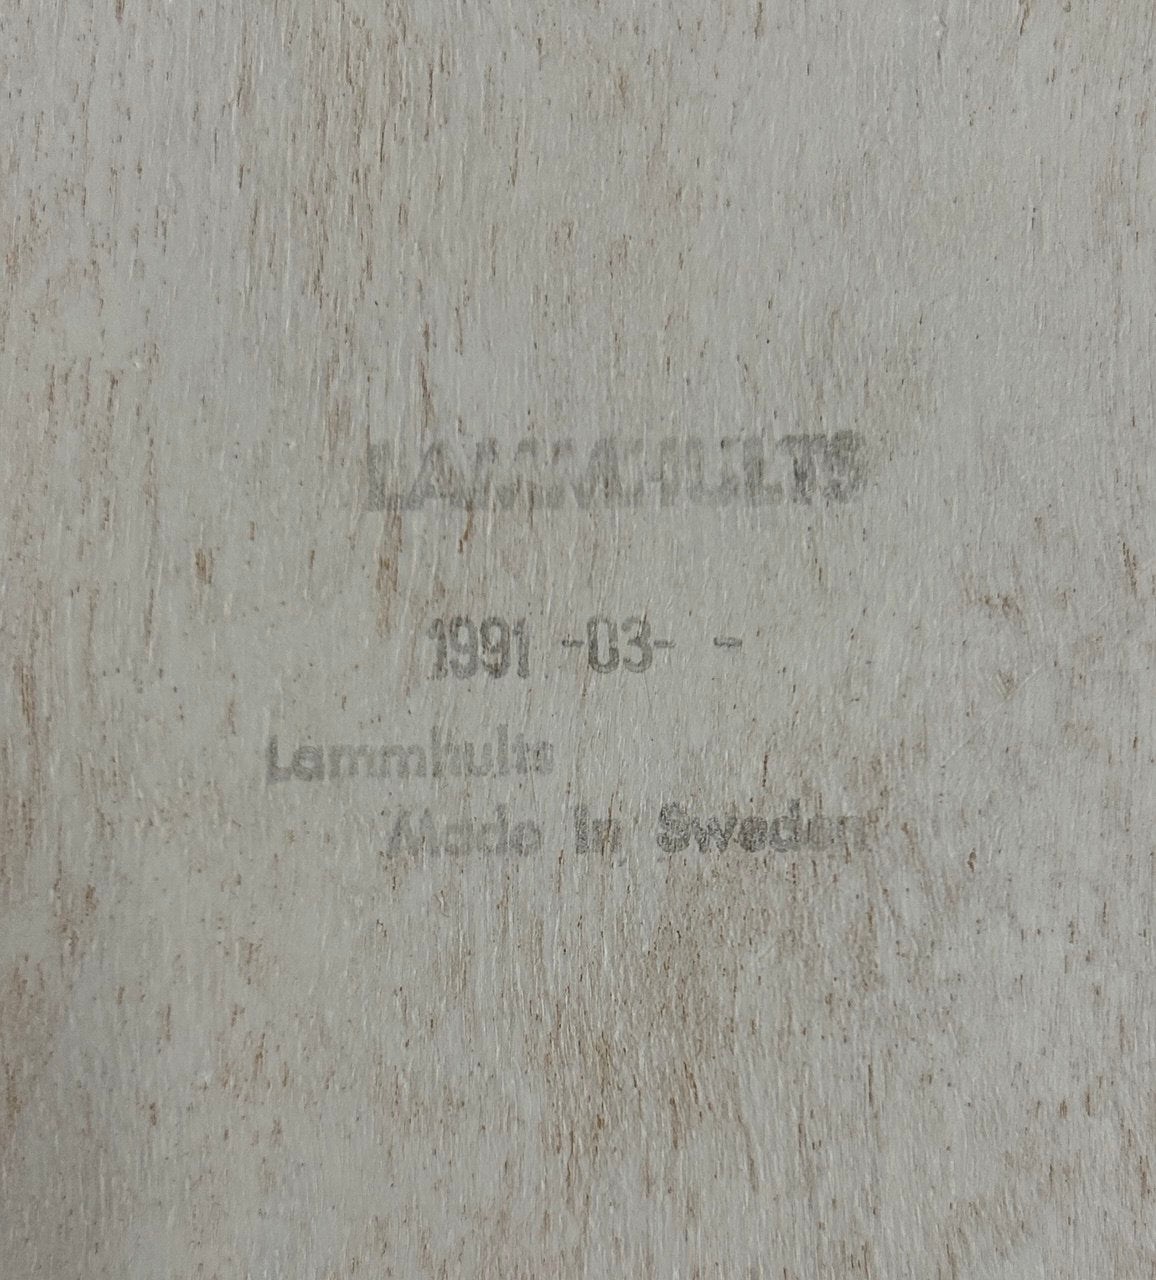 LAMMHULTS
1991 -03- -
Lammhults
Made in Sweden